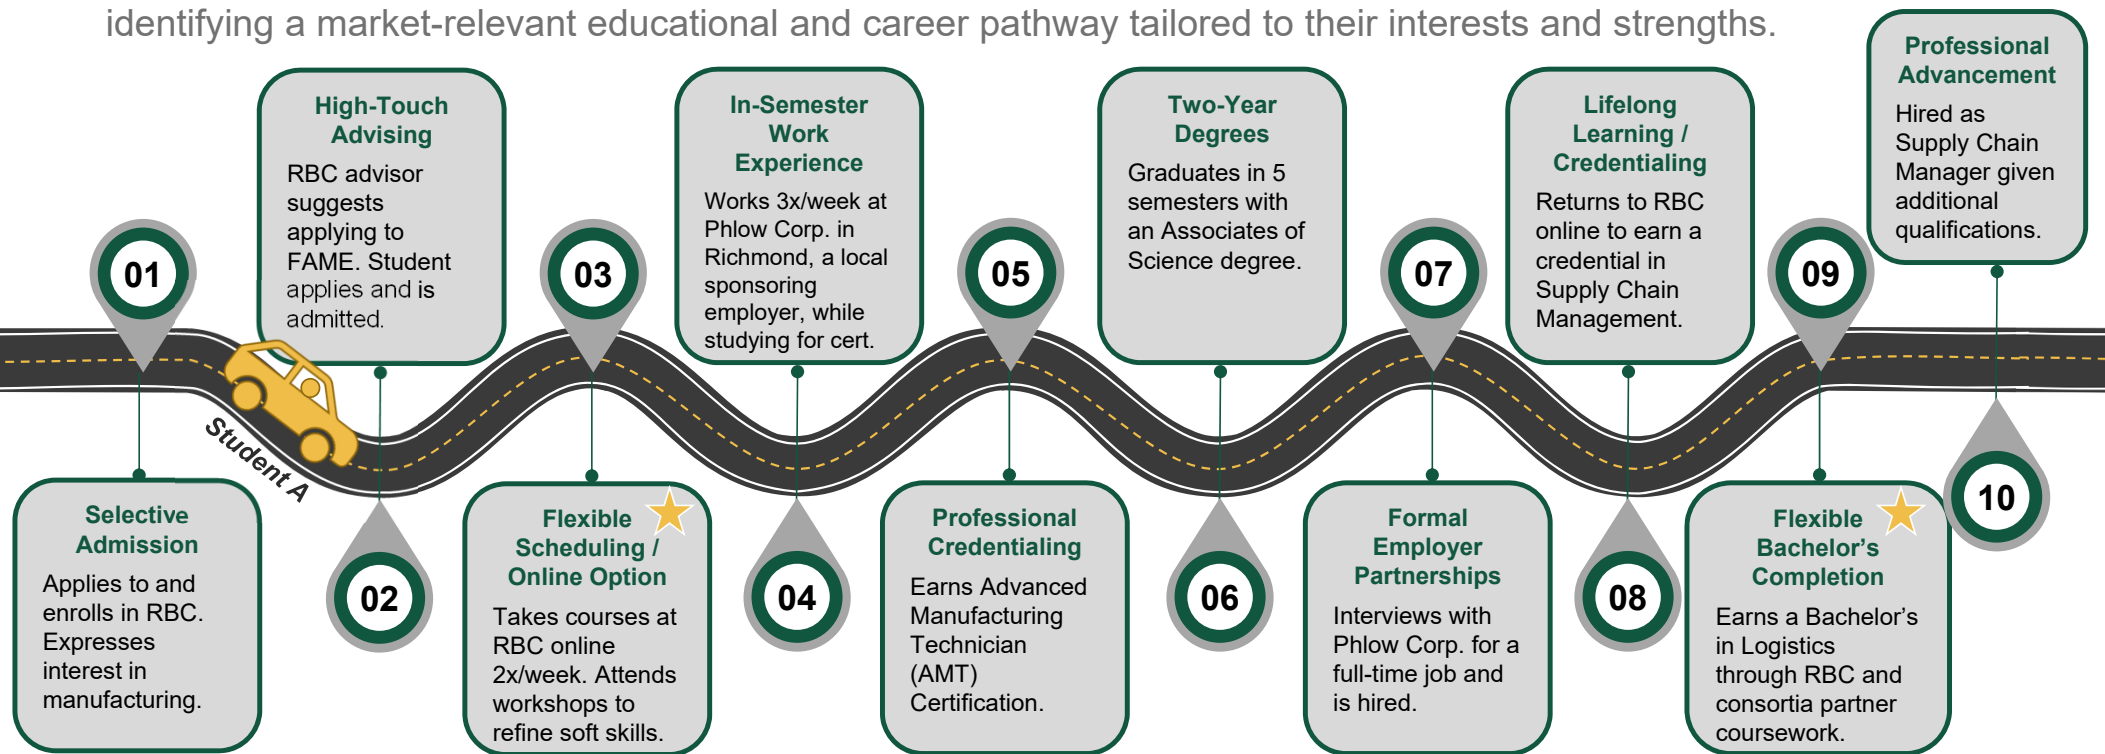 identifying a market-relevant educational and career pathway tailored to their interests and strengths.
01
Selective
Admission
Applies to and
enrolls in RBC.
Expresses
interest in
manufacturing.
Student A
High-Touch
Advising
RBC advisor
suggests
applying to
FAME. Student
applies and is
admitted.
02
03
Flexible
Scheduling /
Online Option
Takes courses at
RBC online
2x/week. Attends
workshops to
refine soft skills.
In-Semester
Work
Experience
Works 3x/week at
Phlow Corp. in
Richmond, a local
sponsoring
employer, while
studying for cert.
04
05
Professional
Credentialing
Earns Advanced
Manufacturing
Technician
(AMT)
Certification.
Two-Year
Degrees
Graduates in 5
semesters with
an Associates of
Science degree.
06
07
Formal
Employer
Partnerships
Interviews with
Phlow Corp. for a
full-time job and
is hired.
Lifelong
Learning /
Credentialing
Returns to RBC
online to earn a
credential in
Supply Chain
Management.
08
09
Flexible
Bachelor’s
Completion
Earns a Bachelor’s
in Logistics
through RBC and
consortia partner
coursework.
Professional
Advancement
Hired as
Supply Chain
Manager given
additional
qualifications.
10